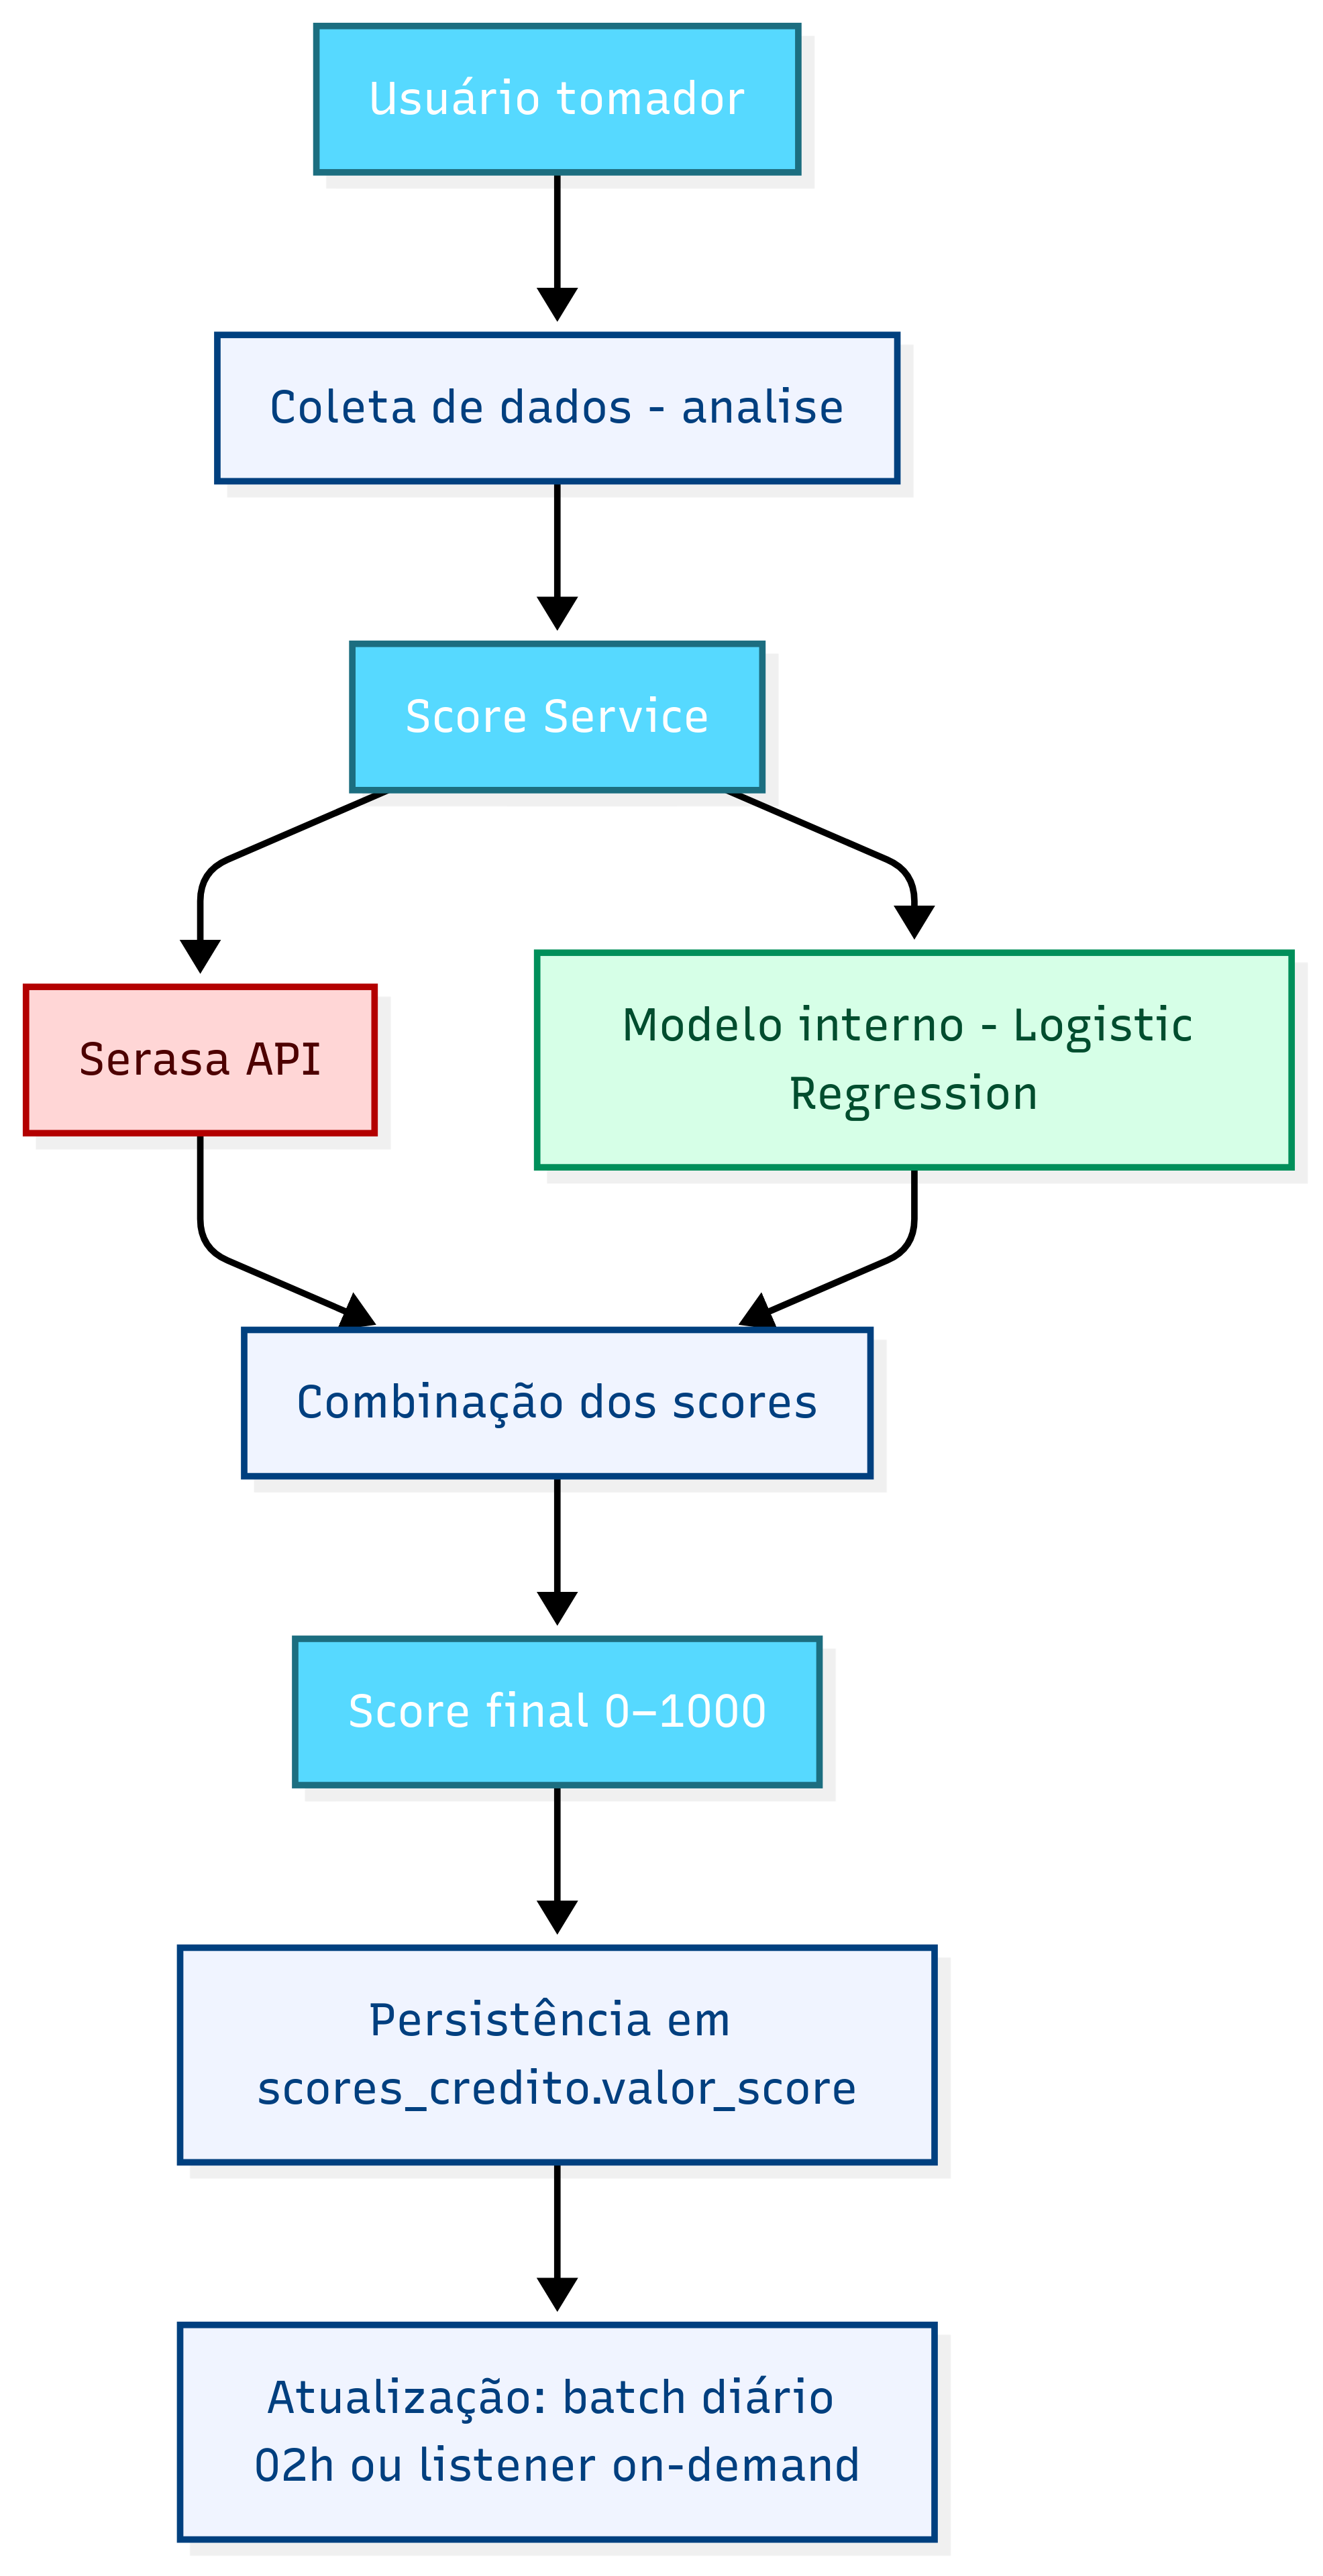 Usuário tomador
Coleta de dados - analise
Score Service
Serasa API
Modelo interno - Logistic
Regression
Combinação dos scores
Score final 0–1000
Persistência em
scores_credito.valor_score
Atualização: batch diário
02h ou listener on-demand